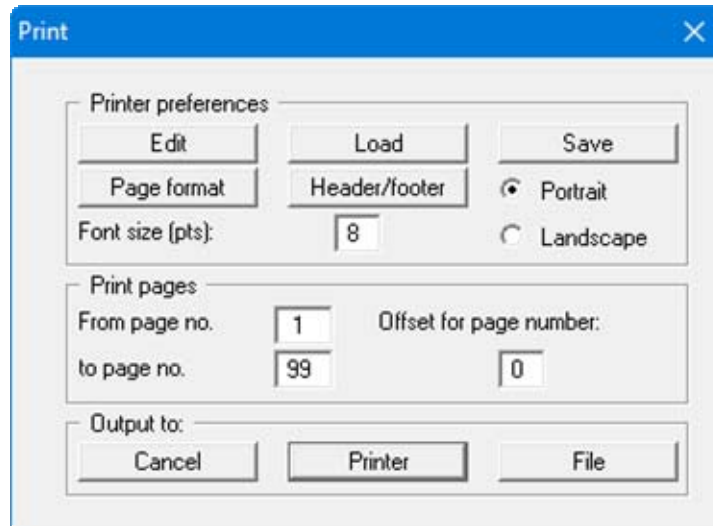 Print
Printer preferences
Edit Load Save
Page format Header/footer Portrait
Font size (pts): 8 Landscape
Print pages
From page no. 1 Offset for page number:
to page no. 99 0
Output to:
Cancel Printer File